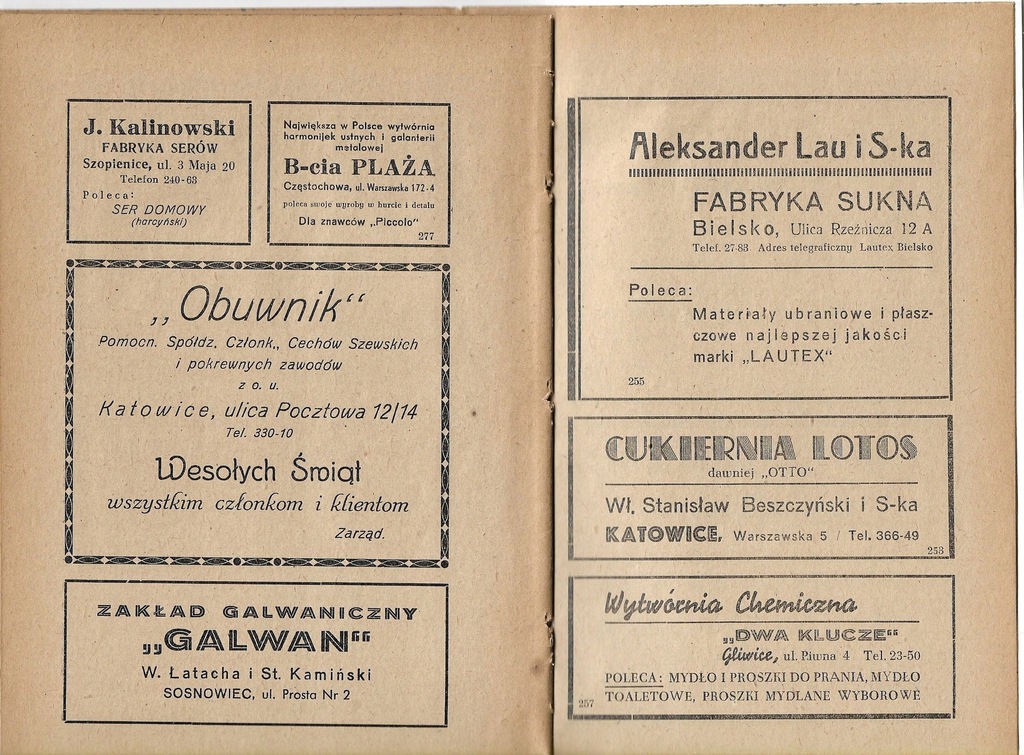 J. Kalinowski
FABRYKA SERÓW
Szopienice, ul. 3 Maja 20
Telefon 240-63
Poleca:
SER DOMOWY
(harcyński)
Największa w Polsce wytwórnia
harmonijek ustnych i galanterii
metalowej
B-cia PLAŻA
Częstochowa, ul. Warszawska 172-4
poleca swoje wyroby w hurcie i detalu
Dla znawców „Piccolo"
277
„Obuwnik"
Pomocn. Spółdz. Członk., Cechów Szewskich
i pokrewnych zawodów
z o. u.
Katowice, ulica Pocztowa 12/14
Tel. 330-10
Wesołych Świąt
wszystkim członkom i klientom
Zarząd.
ZAKŁAD GALWANICZNY
„GALWAN"
W. Łatacha i St. Kamiński
SOSNOWIEC, ul. Prosta Nr 2
Aleksander Lau i S-ka
FABRYKA SUKNA
Bielsko, Ulica Rzeźnicza 12 A
Telef. 27-83 Adres telegraficzny Lautex Bielsko
Poleca:
Materiały ubraniowe i płasz-
czowe najlepszej jakości
marki „LAUTEX"
255
CUKIERNIA LOTOS
dawniej „OTTO"
Wł. Stanisław Beszczyński i S-ka
KATOWICE, Warszawska 5 / Tel. 366-49
253
Wytwórnia Chemiczna
„DWA KLUCZE"
Gliwice, ul. Piwna 4 Tel. 23-50
POLECA: MYDŁO I PROSZKI DO PRANIA, MYDŁO
TOALETOWE, PROSZKI MYDLANE WYBOROWE
257